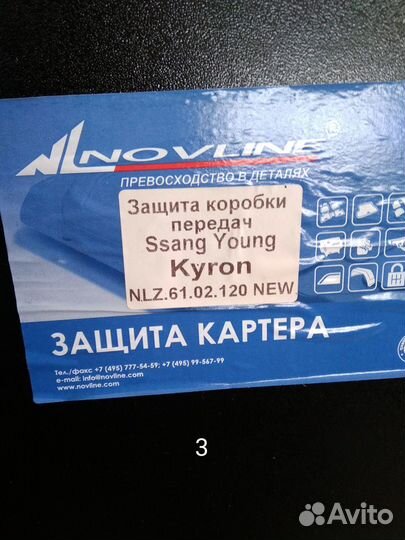 NOVLINE®
ПРЕВОСХОДСТВО В ДЕТАЛЯХ
Защита коробки
передач
Ssang Young
Kyron
NLZ.61.02.120 NEW
ЗАЩИТА КАРТЕРА
Тел./факс +7 (495) 777-54-59; +7 (495) 99-567-99
e-mail: info@novline.com
www.novline.com
3
Avito